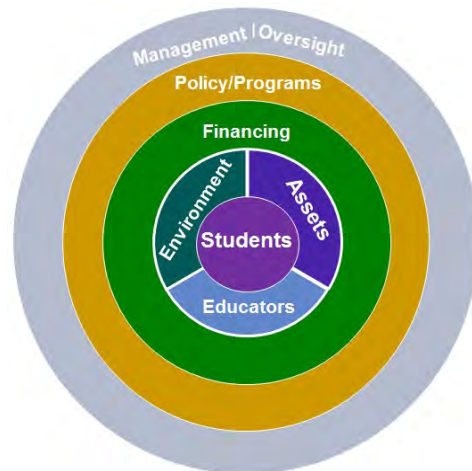 Management | Oversight
Policy/Programs
Financing
Environment
Assets
Students
Educators